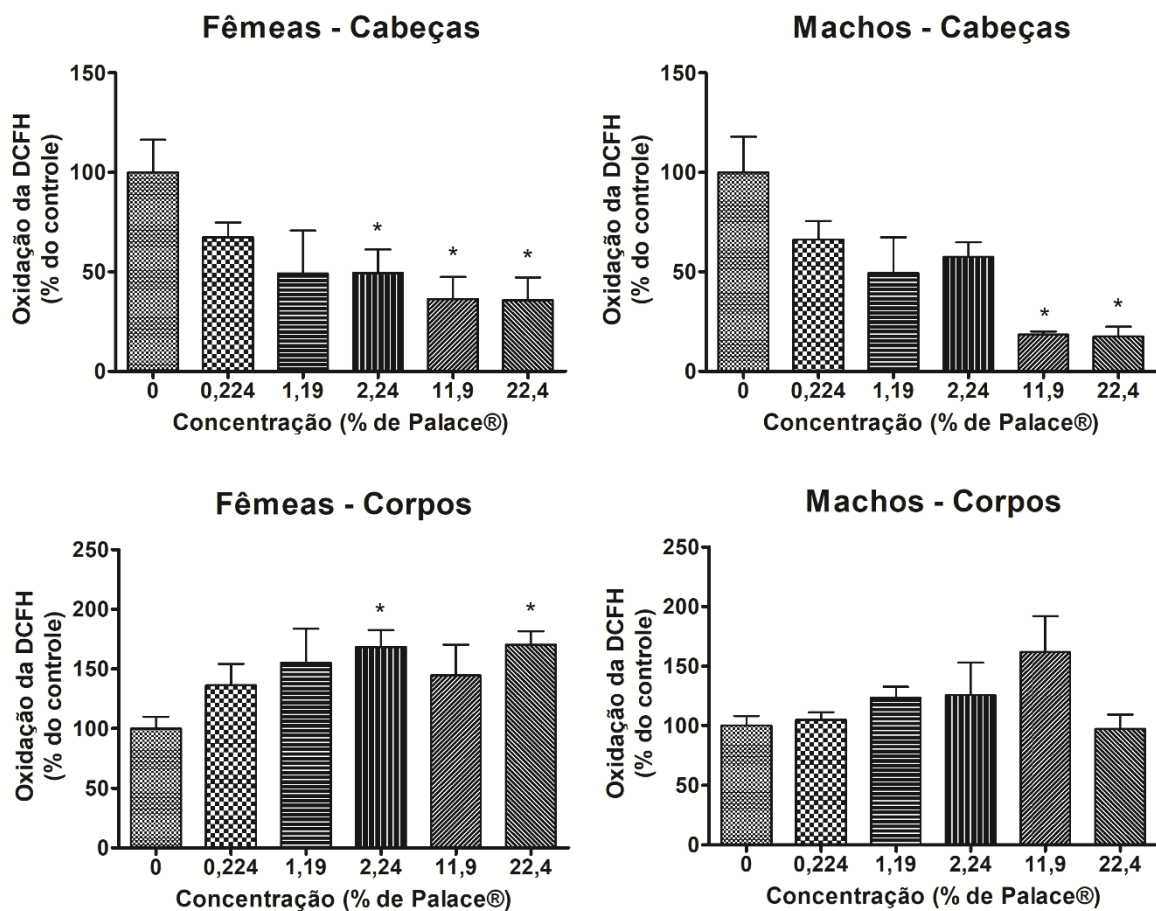 Fêmeas - Cabeças
Oxidação da DCFH
(% do controle)
150
100
50
0
* * *
0 0,224 1,19 2,24 11,9 22,4
Concentração (% de Palace®)
Machos - Cabeças
Oxidação da DCFH
(% do controle)
150
100
50
0
* *
0 0,224 1,19 2,24 11,9 22,4
Concentração (% de Palace®)
Fêmeas - Corpos
Oxidação da DCFH
(% do controle)
250
200
150
100
50
0
* *
0 0,224 1,19 2,24 11,9 22,4
Concentração (% de Palace®)
Machos - Corpos
Oxidação da DCFH
(% do controle)
250
200
150
100
50
0
0 0,224 1,19 2,24 11,9 22,4
Concentração (% de Palace®)